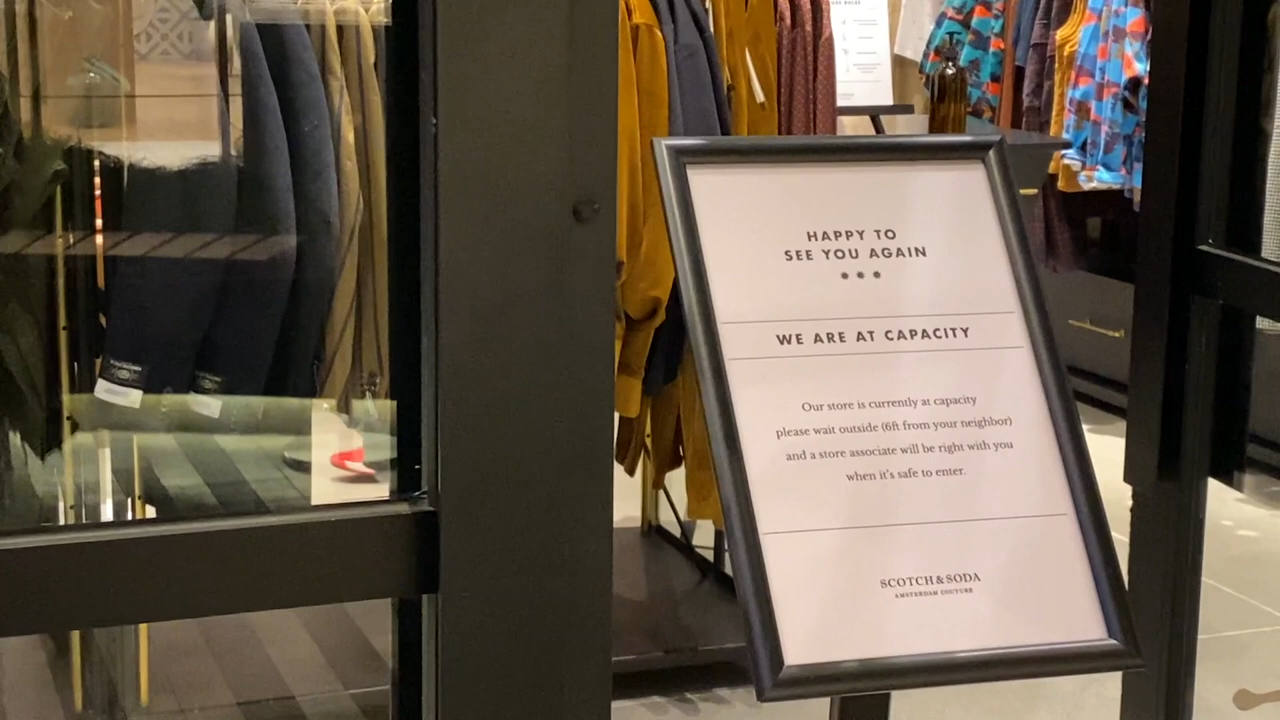 HAPPY TO
SEE YOU AGAIN
WE ARE AT CAPACITY
Our store is currently at capacity
please wait outside (6ft from your neighbor)
and a store associate will be right with you
when it's safe to enter.
SCOTCH & SODA
AMSTERDAM COUTURE